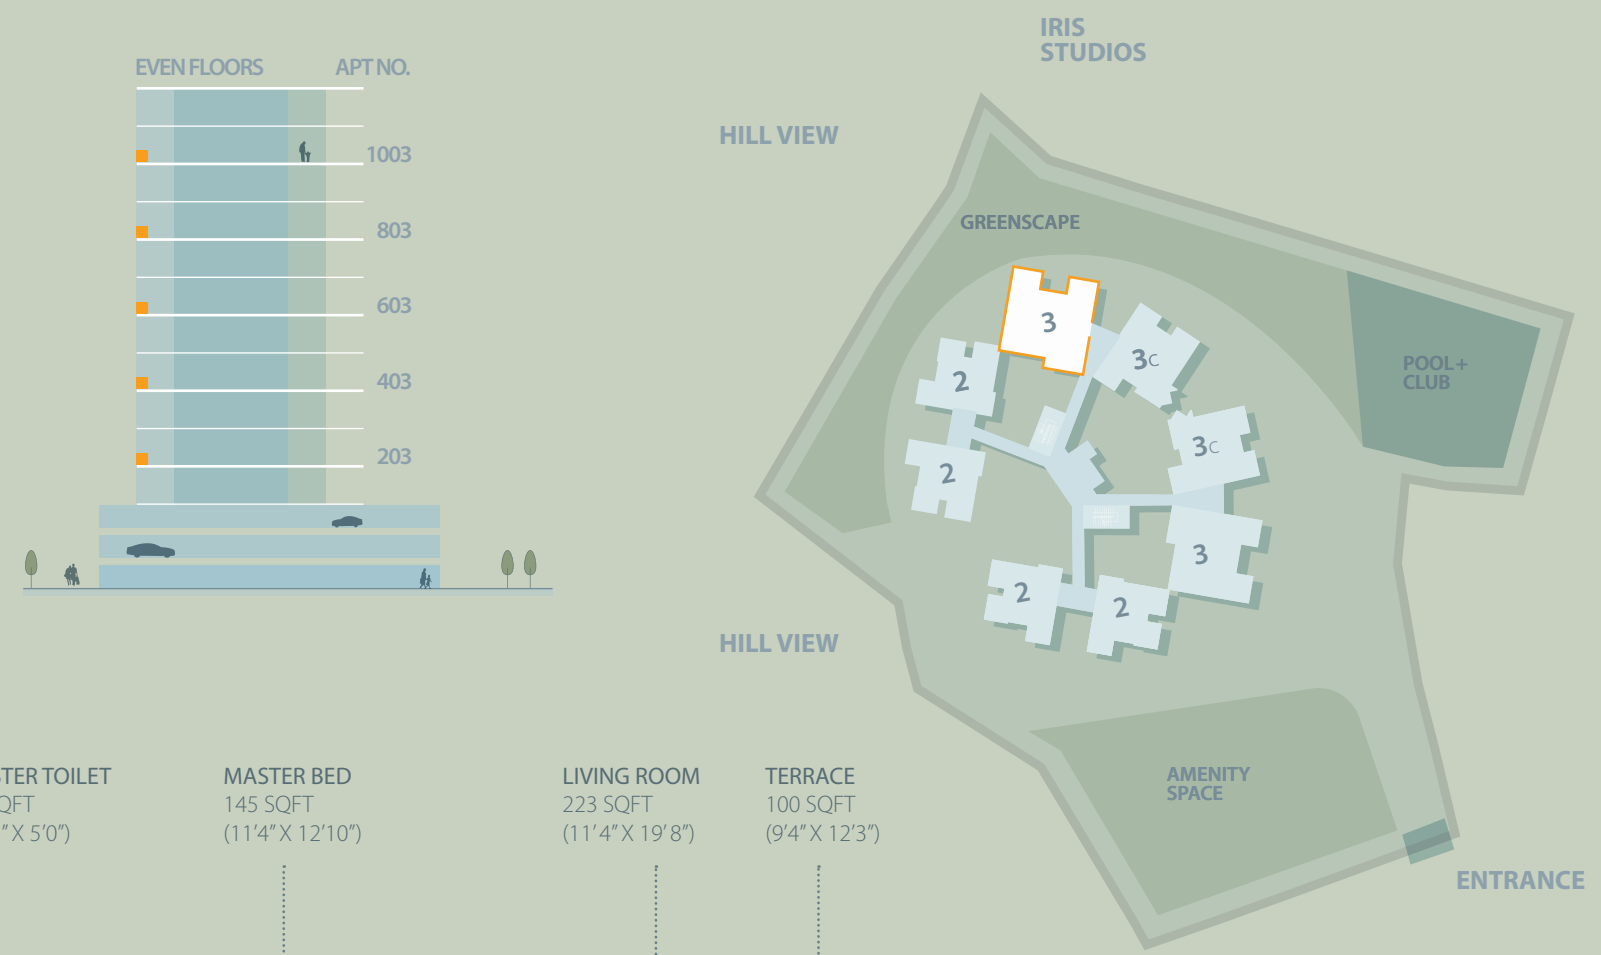 IRIS
STUDIOS
EVEN FLOORS
APT NO.
HILL VIEW
1003
803
603
403
203
GREENSCAPE
3
3C
2
POOL+
CLUB
3C
2
3
2
2
HILL VIEW
AMENITY
SPACE
ENTRANCE
TER TOILET
QFT
" X 5'0")
MASTER BED
145 SQFT
(11'4" X 12'10")
LIVING ROOM
223 SQFT
(11' 4" X 19' 8")
TERRACE
100 SQFT
(9'4" X 12'3")